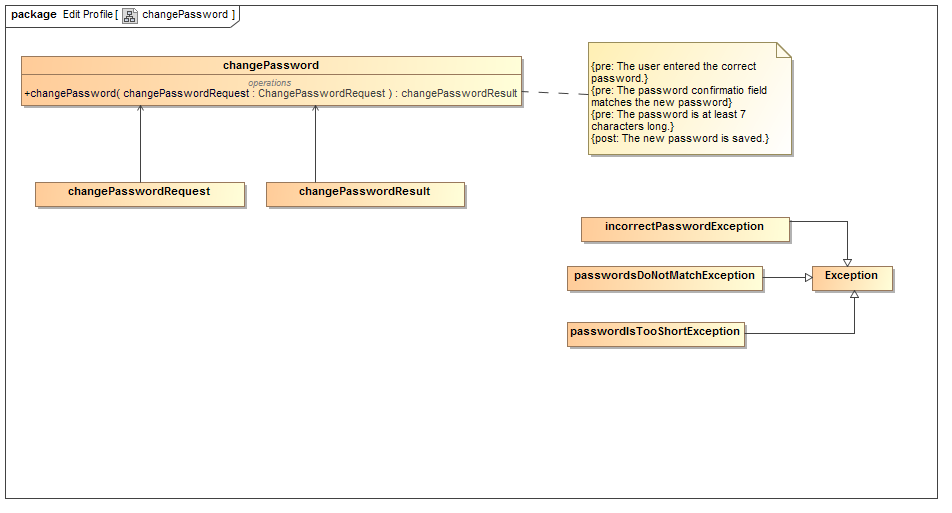 package Edit Profile [ changePassword ]
changePassword
operations
+changePassword( changePasswordRequest : ChangePasswordRequest ) : changePasswordResult
{pre: The user entered the correct
password.}
{pre: The password confirmatio field
matches the new password}
{pre: The password is at least 7
characters long.}
{post: The new password is saved.}
changePasswordRequest
changePasswordResult
incorrectPasswordException
passwordsDoNotMatchException
Exception
passwordIsTooShortException